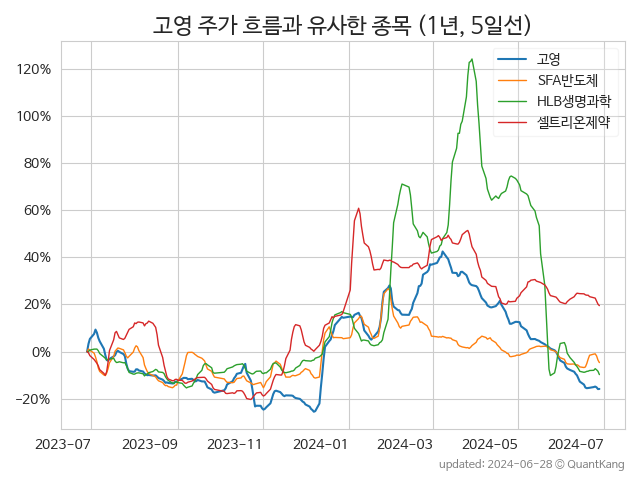 고영 주가 흐름과 유사한 종목 (1년, 5일선)
고영
SFA반도체
HLB생명과학
셀트리온제약
120%
100%
80%
60%
40%
20%
0%
−20%
2023-07
2023-09
2023-11
2024-01
2024-03
2024-05
2024-07
updated: 2024-06-28 © QuantKang